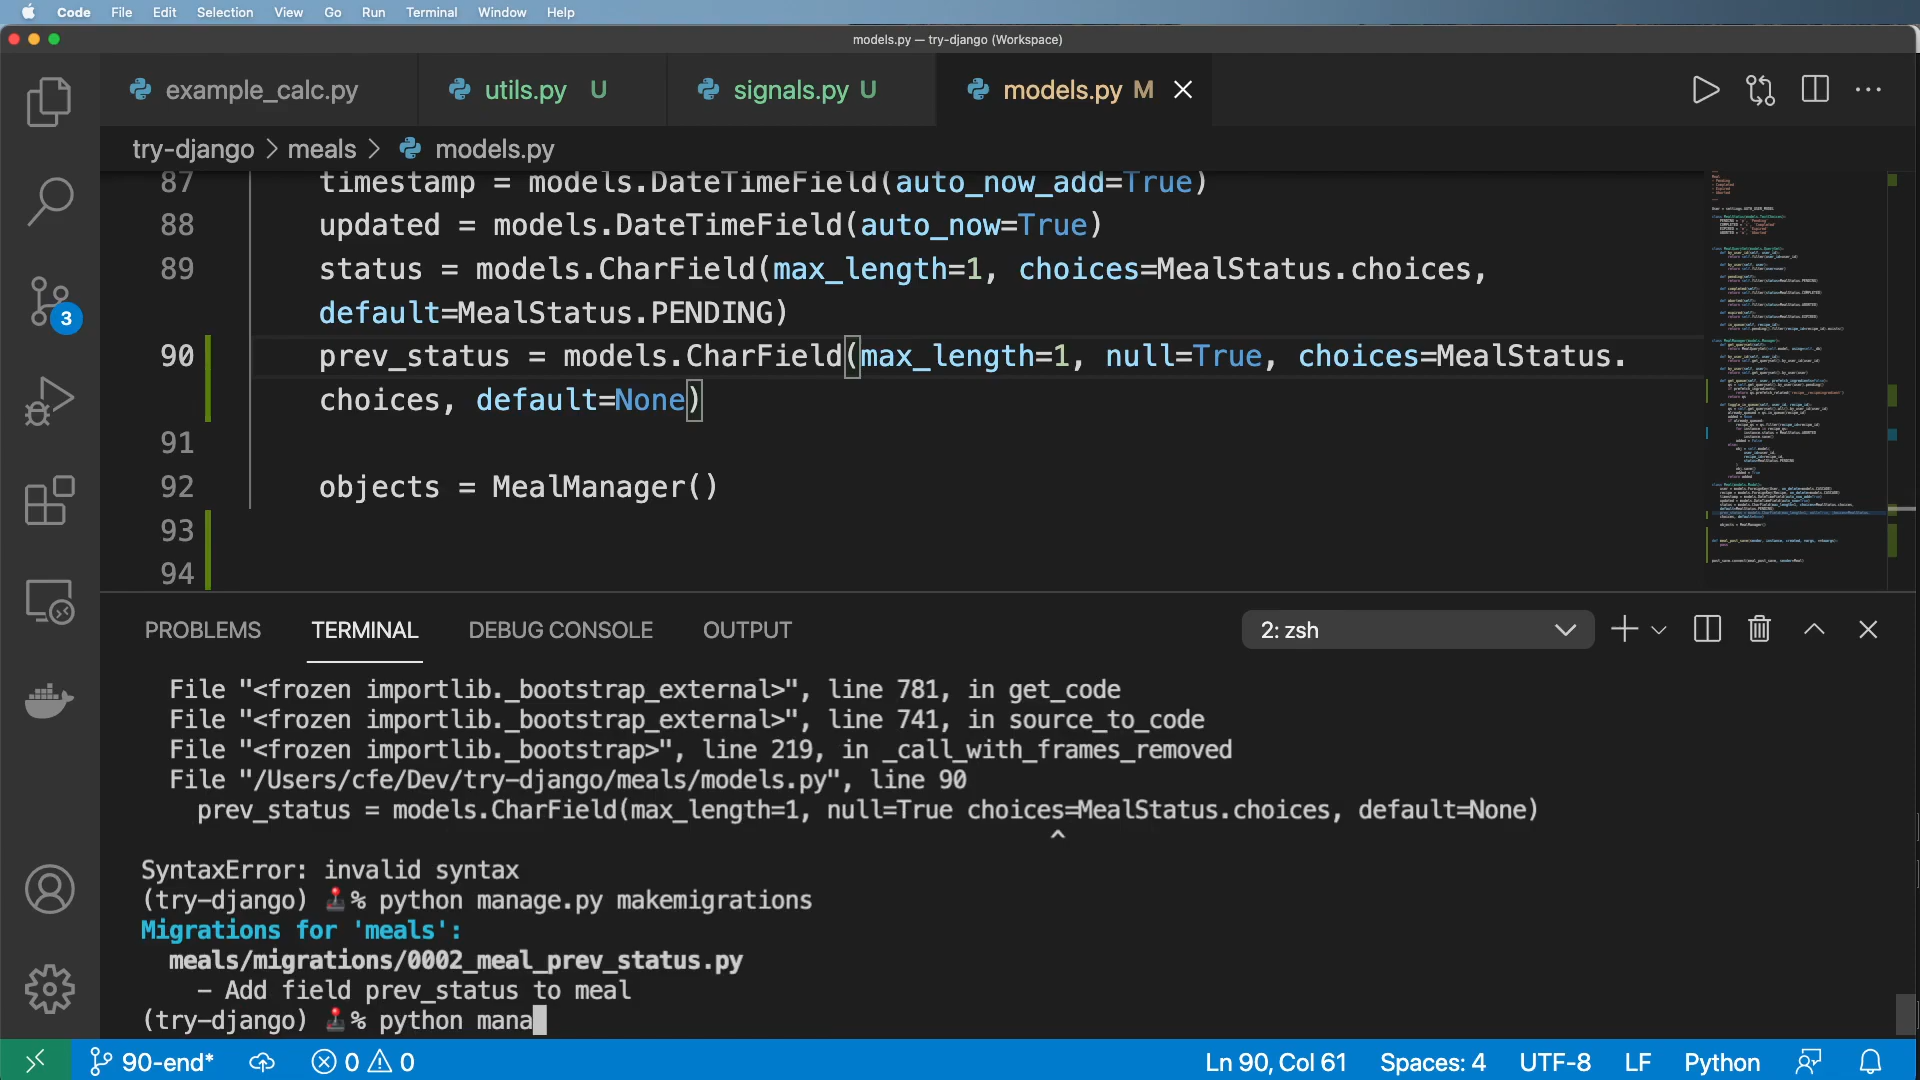 Code File Edit Selection View Go Run Terminal Window Help
models.py — try-django (Workspace)
example_calc.py utils.py U signals.py U models.py M
try-django > meals > models.py
87 timestamp = models.DateTimeField(auto_now_add=True)
88 updated = models.DateTimeField(auto_now=True)
89 status = models.CharField(max_length=1, choices=MealStatus.choices,
default=MealStatus.PENDING)
90 prev_status = models.CharField(max_length=1, null=True, choices=MealStatus.
choices, default=None)
91
92 objects = MealManager()
93
94
3
PROBLEMS TERMINAL DEBUG CONSOLE OUTPUT 2: zsh
File "<frozen importlib._bootstrap_external>", line 781, in get_code
File "<frozen importlib._bootstrap_external>", line 741, in source_to_code
File "<frozen importlib._bootstrap>", line 219, in _call_with_frames_removed
File "/Users/cfe/Dev/try-django/meals/models.py", line 90
prev_status = models.CharField(max_length=1, null=True choices=MealStatus.choices, default=None)
^
SyntaxError: invalid syntax
(try-django) 🕹% python manage.py makemigrations
Migrations for 'meals':
meals/migrations/0002_meal_prev_status.py
- Add field prev_status to meal
(try-django) 🕹% python mana
90-end* 0 0 Ln 90, Col 61 Spaces: 4 UTF-8 LF Python